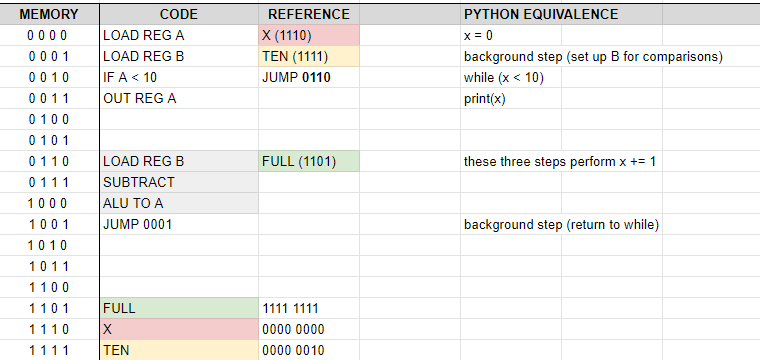 MEMORY CODE REFERENCE PYTHON EQUIVALENCE
0 0 0 0 LOAD REG A X (1110) x = 0
0 0 0 1 LOAD REG B TEN (1111) background step (set up B for comparisons)
0 0 1 0 IF A < 10 JUMP 0110 while (x < 10)
0 0 1 1 OUT REG A print(x)
0 1 0 0
0 1 0 1
0 1 1 0 LOAD REG B FULL (1101) these three steps perform x += 1
0 1 1 1 SUBTRACT
1 0 0 0 ALU TO A
1 0 0 1 JUMP 0001 background step (return to while)
1 0 1 0
1 0 1 1
1 1 0 0
1 1 0 1 FULL 1111 1111
1 1 1 0 X 0000 0000
1 1 1 1 TEN 0000 0010